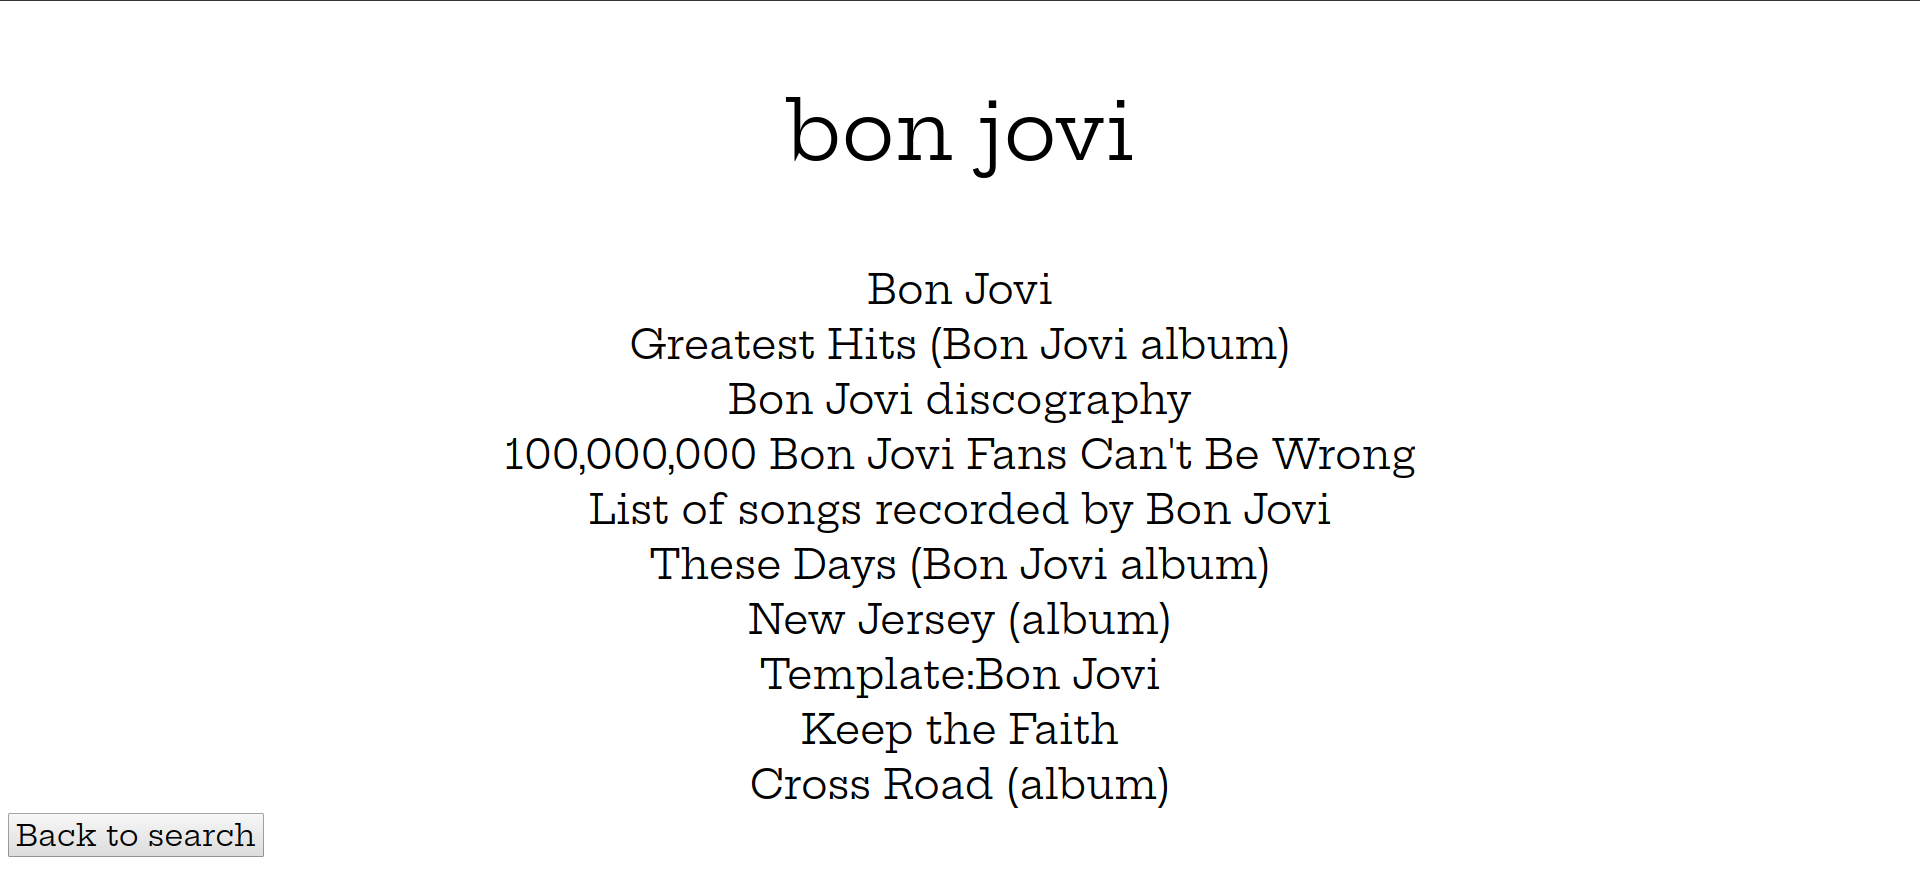 bon jovi
Bon Jovi
Greatest Hits (Bon Jovi album)
Bon Jovi discography
100,000,000 Bon Jovi Fans Can't Be Wrong
List of songs recorded by Bon Jovi
These Days (Bon Jovi album)
New Jersey (album)
Template:Bon Jovi
Keep the Faith
Cross Road (album)
Back to search